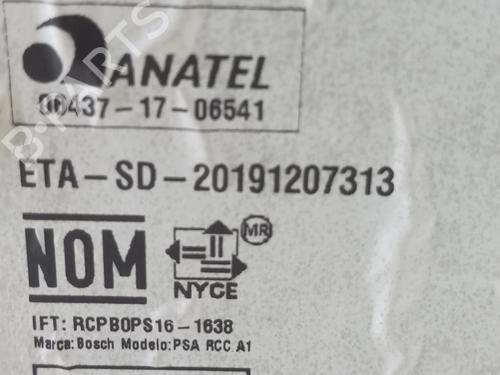 ANATEL
06437-17-06541
ETA-SD-20191207313
NOM
MR
NYCE
IFT: RCPBOPS16-1638
Marca: Bosch Modelo: PSA RCC A1
B-PARTS